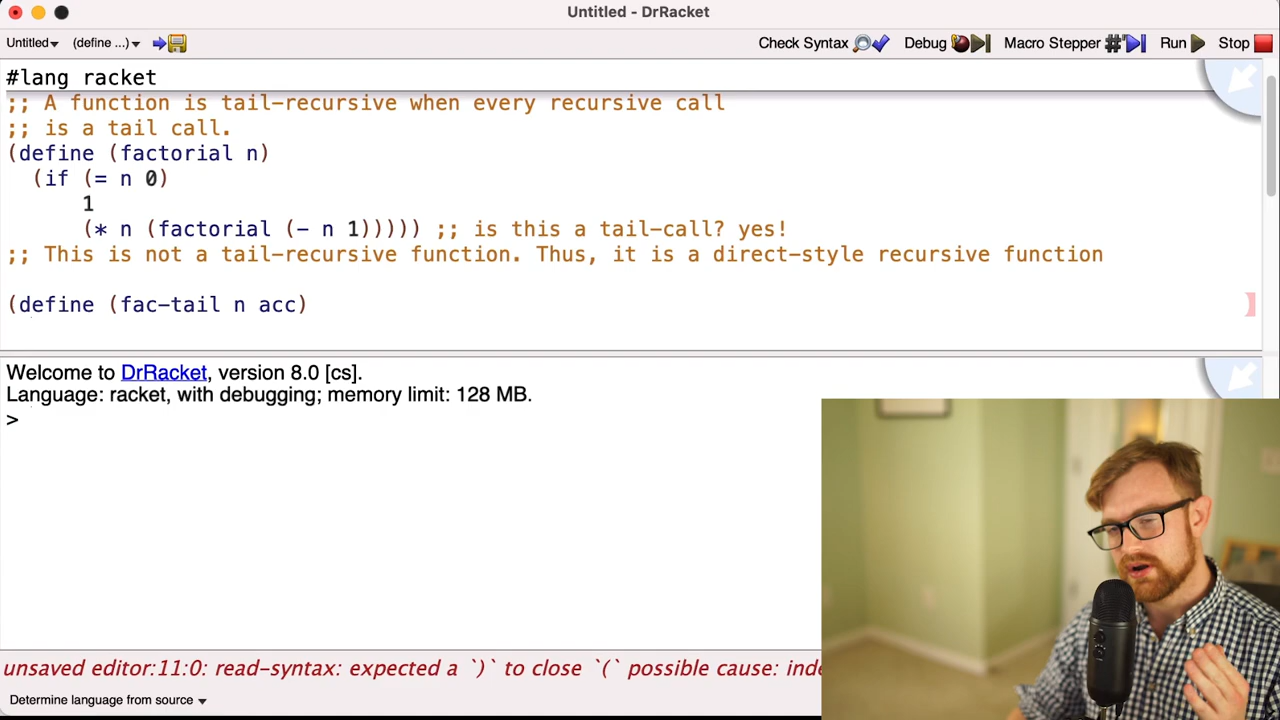 Untitled - DrRacket
Untitled (define ...) Check Syntax Debug Macro Stepper Run Stop
#lang racket
;; A function is tail-recursive when every recursive call
;; is a tail call.
(define (factorial n)
(if (= n 0)
1
(* n (factorial (- n 1))))) ;; is this a tail-call? yes!
;; This is not a tail-recursive function. Thus, it is a direct-style recursive function
(define (fac-tail n acc)
Welcome to DrRacket, version 8.0 [cs].
Language: racket, with debugging; memory limit: 128 MB.
>
unsaved editor:11:0: read-syntax: expected a `)` to close `(` possible cause: inde
Determine language from source